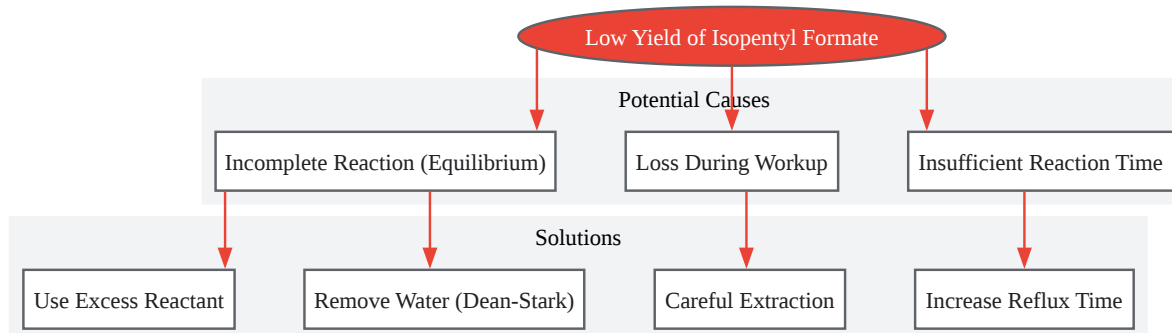 Low Yield of Isopentyl Formate
Potential Causes
Incomplete Reaction (Equilibrium)
Loss During Workup
Insufficient Reaction Time
Solutions
Use Excess Reactant
Remove Water (Dean-Stark)
Careful Extraction
Increase Reflux Time